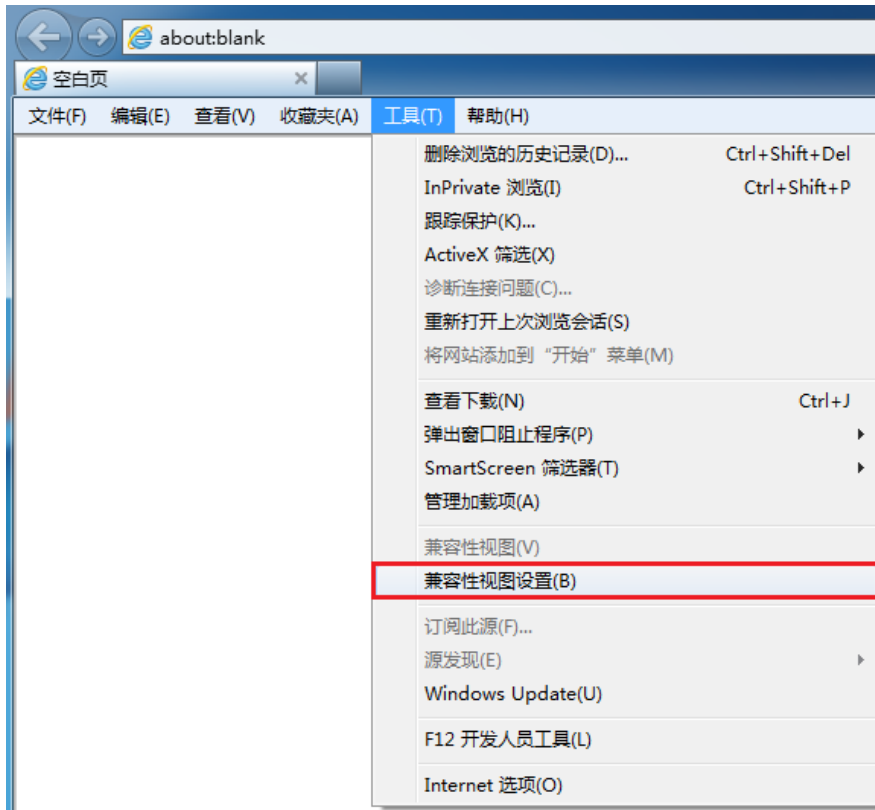 about:blank
空白页
文件(F) 编辑(E) 查看(V) 收藏夹(A) 工具(T) 帮助(H)
删除浏览的历史记录(D)... Ctrl+Shift+Del
InPrivate 浏览(I) Ctrl+Shift+P
跟踪保护(K)...
ActiveX 筛选(X)
诊断连接问题(C)...
重新打开上次浏览会话(S)
将网站添加到“开始”菜单(M)
查看下载(N) Ctrl+J
弹出窗口阻止程序(P)
SmartScreen 筛选器(T)
管理加载项(A)
兼容性视图(V)
兼容性视图设置(B)
订阅此源(F)...
源发现(E)
Windows Update(U)
F12 开发人员工具(L)
Internet 选项(O)